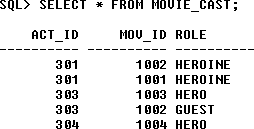 SQL> SELECT * FROM MOVIE_CAST;
ACT_ID MOV_ID ROLE
---------- ---------- ----------
301 1002 HEROINE
301 1001 HEROINE
303 1003 HERO
303 1002 GUEST
304 1004 HERO